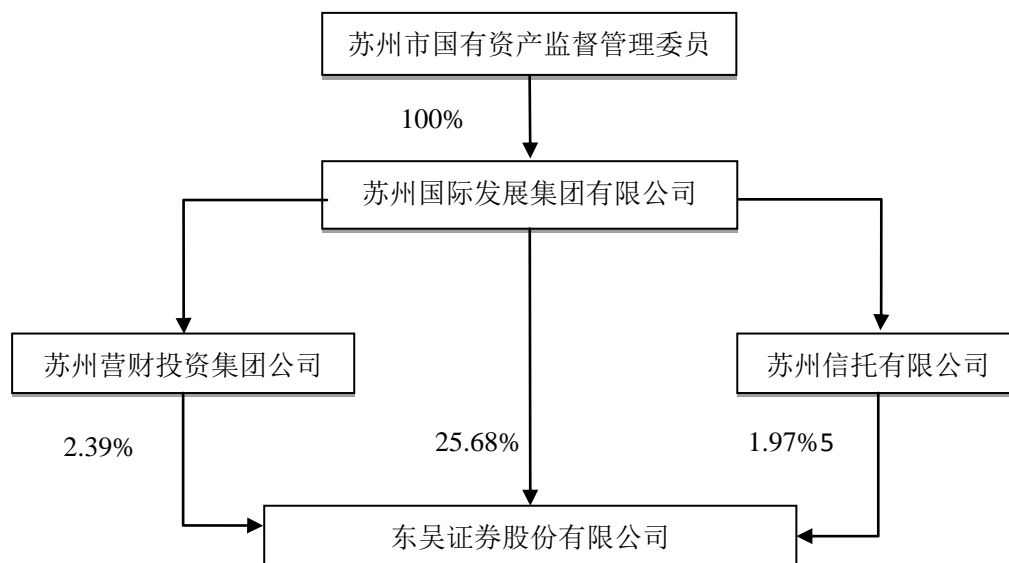 苏州市国有资产监督管理委员
100%
苏州国际发展集团有限公司
苏州营财投资集团公司
苏州信托有限公司
2.39%
25.68%
1.97%5
东吴证券股份有限公司